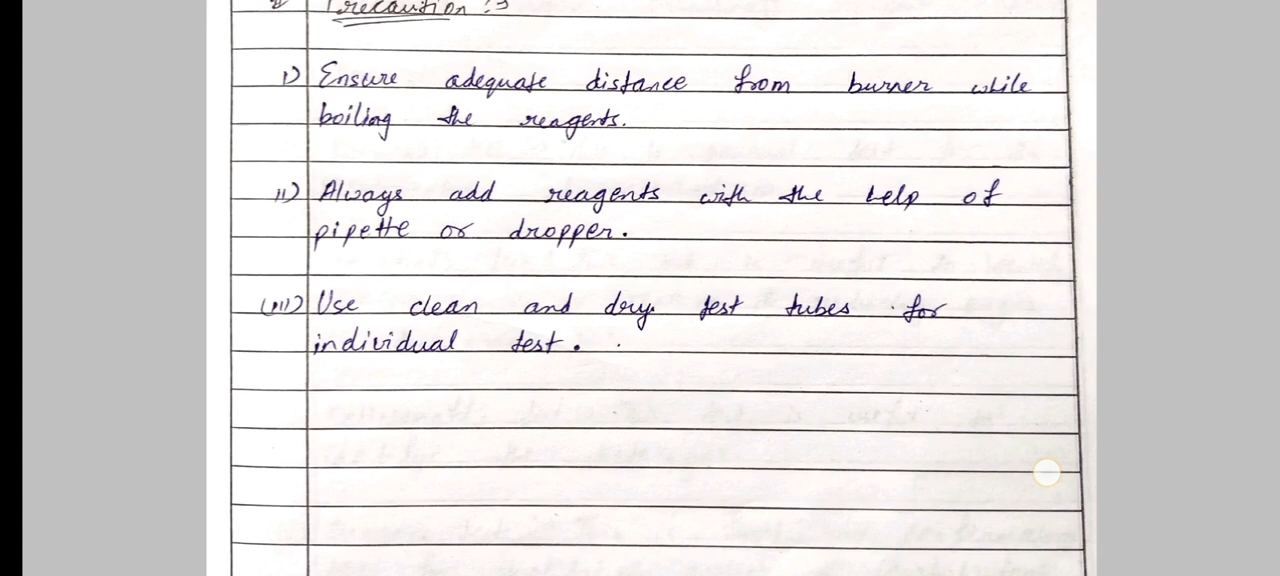 Precaution :-
i) Ensure adequate distance from burner while
boiling the reagents.
ii) Always add reagents with the help of
pipette or dropper.
(iii) Use clean and dry test tubes for
individual test.